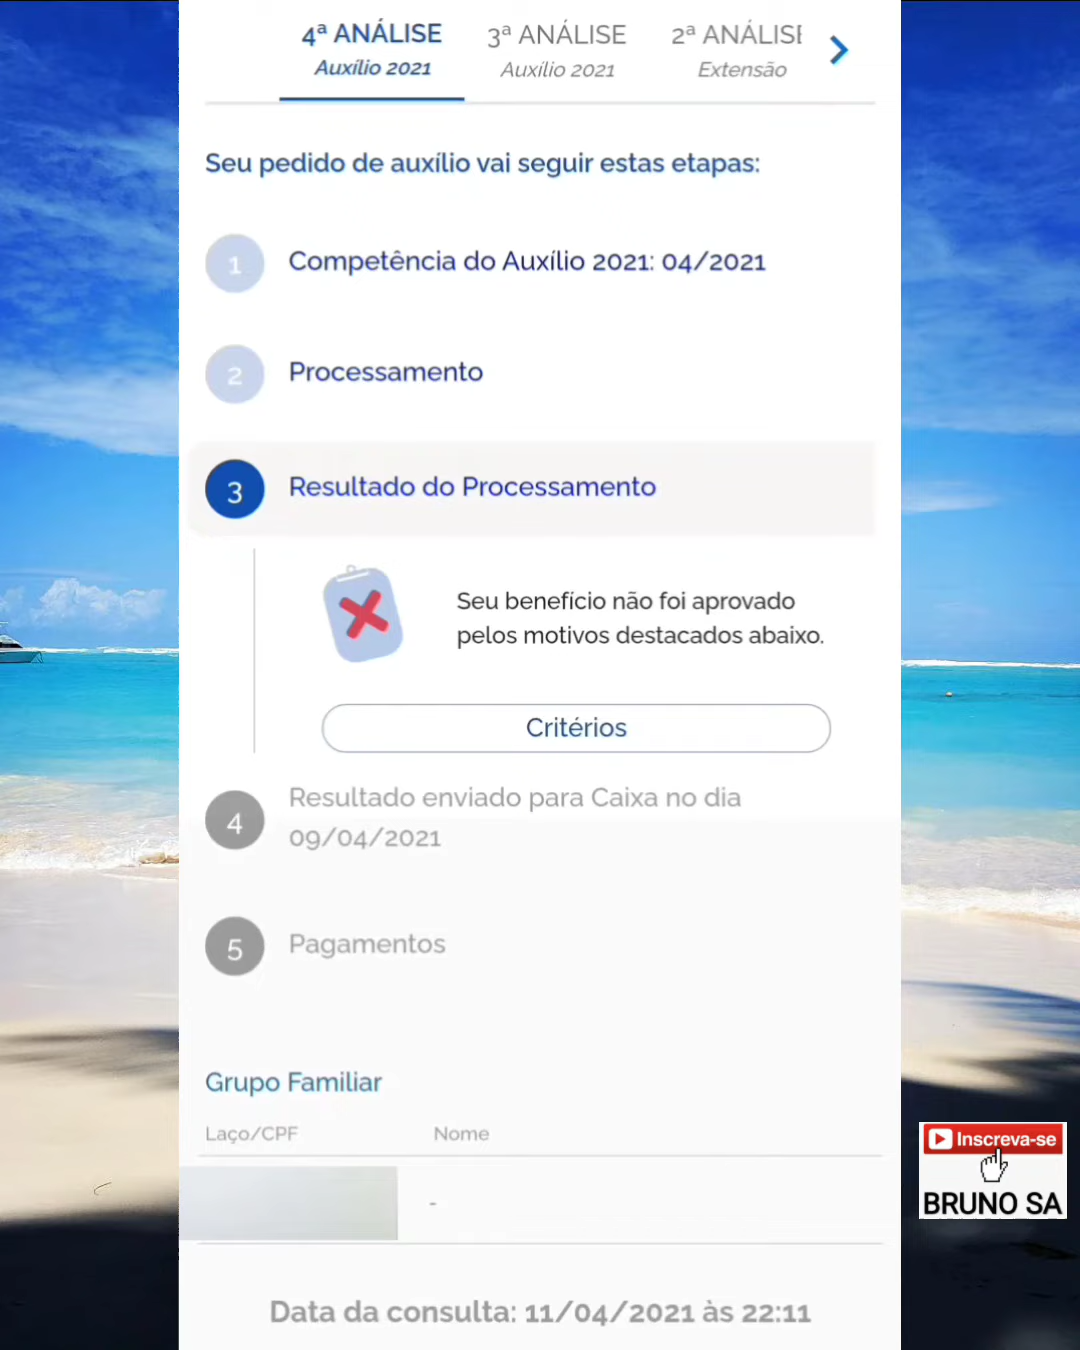 4ª ANÁLISE
Auxílio 2021
3ª ANÁLISE
Auxílio 2021
2ª ANÁLISE
Extensão
Seu pedido de auxílio vai seguir estas etapas:
1
Competência do Auxílio 2021: 04/2021
2
Processamento
3
Resultado do Processamento
Seu benefício não foi aprovado
pelos motivos destacados abaixo.
Critérios
4
Resultado enviado para Caixa no dia
09/04/2021
5
Pagamentos
Grupo Familiar
Laço/CPF
Nome
-
Inscreva-se
BRUNO SA
Data da consulta: 11/04/2021 às 22:11